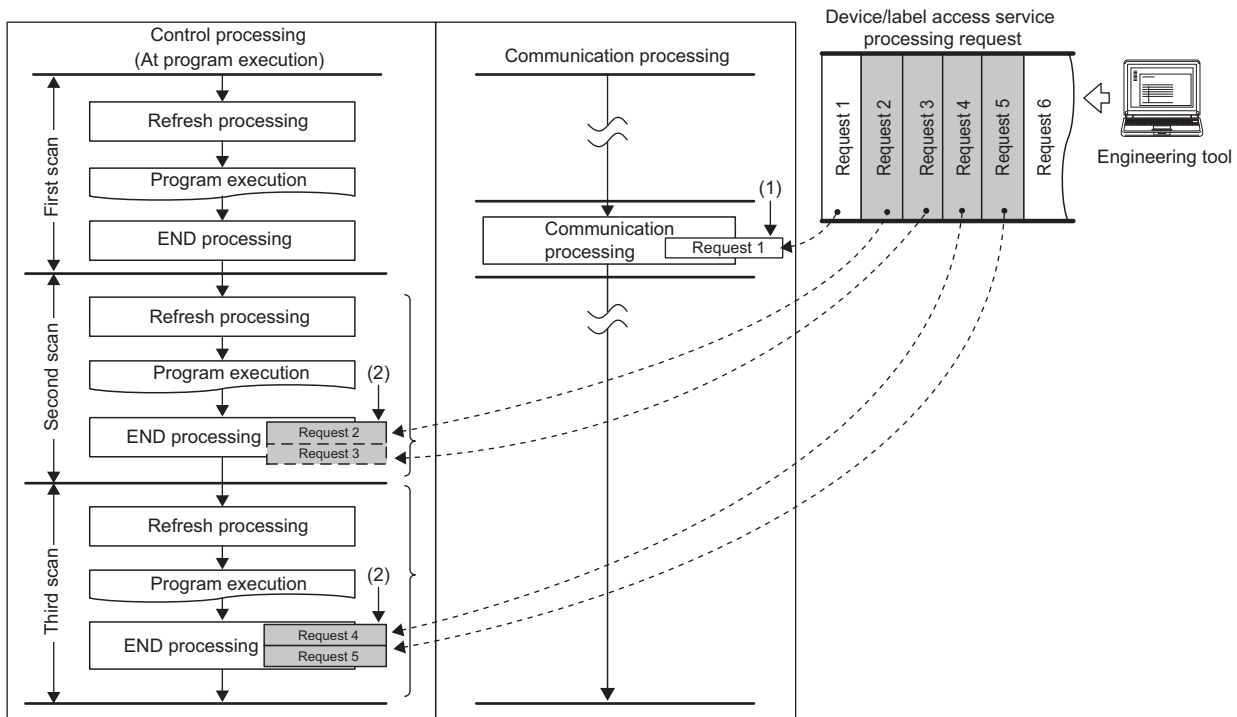 Control processing
(At program execution)
Refresh processing
Program execution
END processing
First scan
Refresh processing
Program execution
(2)
END processing
Request 2
Request 3
Second scan
Refresh processing
Program execution
(2)
END processing
Request 4
Request 5
Third scan
Communication processing
(1)
Communication
processing
Request 1
Device/label access service
processing request
Request 1
Request 2
Request 3
Request 4
Request 5
Request 6
Engineering tool